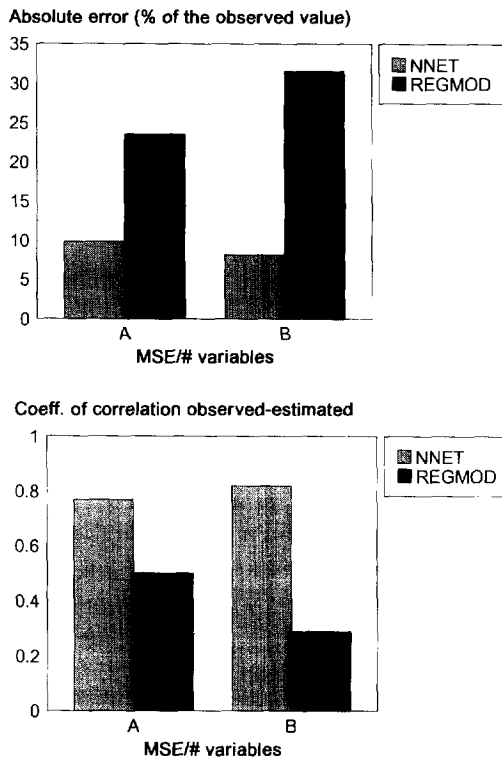 Absolute error (% of the observed value)
35
30
25
20
15
10
5
0
NNET
REGMOD
A
B
MSE/# variables
Coeff. of correlation observed-estimated
1
0.8
0.6
0.4
0.2
0
NNET
REGMOD
A
B
MSE/# variables